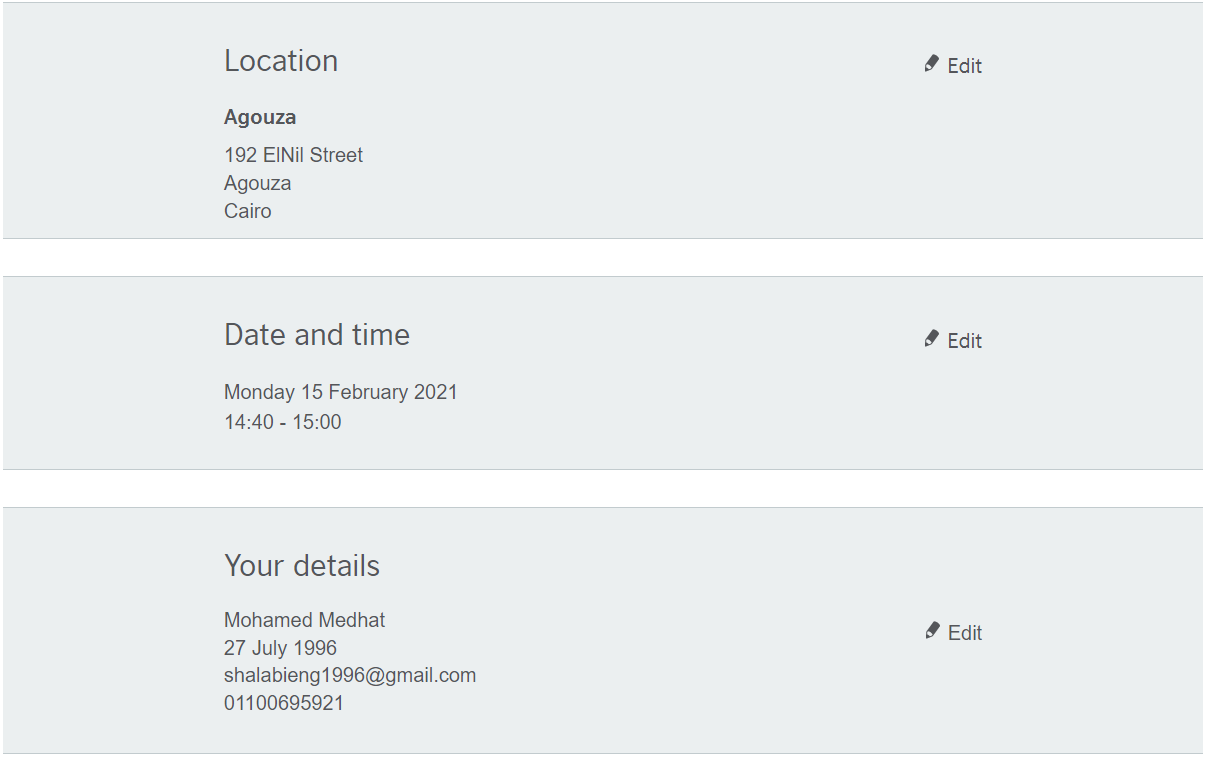 Location
Edit
Agouza
192 ElNil Street
Agouza
Cairo
Date and time
Edit
Monday 15 February 2021
14:40 - 15:00
Your details
Mohamed Medhat
Edit
27 July 1996
shalabieng1996@gmail.com
01100695921